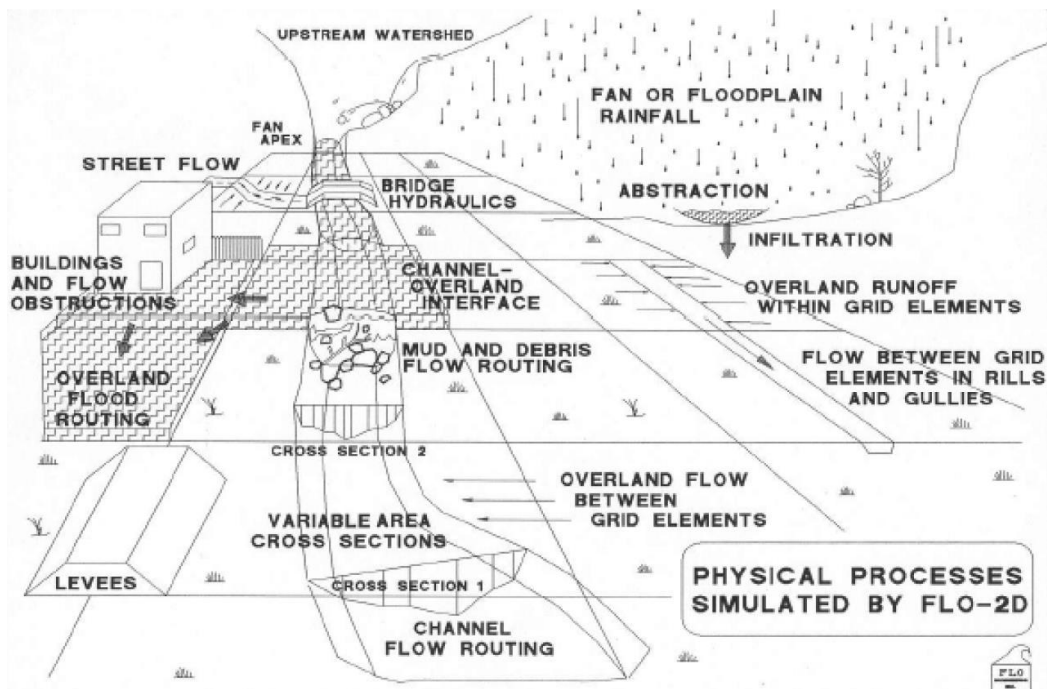 UPSTREAM WATERSHED
FAN OR FLOODPLAIN
RAINFALL
FAN
APEX
STREET FLOW
BRIDGE
HYDRAULICS
ABSTRACTION
INFILTRATION
BUILDINGS
AND FLOW
OBSTRUCTIONS
CHANNEL-
OVERLAND
INTERFACE
OVERLAND RUNOFF
WITHIN GRID ELEMENTS
MUD AND DEBRIS
FLOW ROUTING
FLOW BETWEEN GRID
ELEMENTS IN RILLS
AND GULLIES
OVERLAND
FLOOD
ROUTING
CROSS SECTION 2
OVERLAND FLOW
BETWEEN
GRID ELEMENTS
VARIABLE AREA
CROSS SECTIONS
LEVEES
CROSS SECTION 1
CHANNEL
FLOW ROUTING
PHYSICAL PROCESSES
SIMULATED BY FLO-2D
FLO